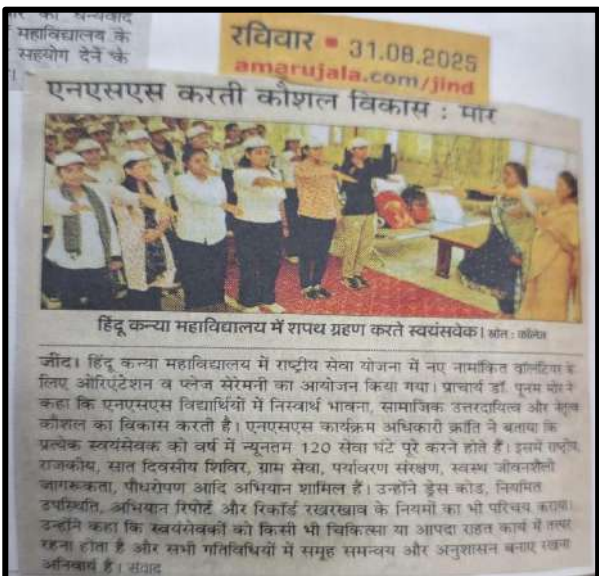 को धन्यवाद
महाविद्यालय के
सहयोग देने के
रविवार ▪ 31.08.2025
amarujala.com/jind
एनएसएस करती कौशल विकास : मोर
हिंदू कन्या महाविद्यालय में शपथ ग्रहण करते स्वयंसवेक। स्रोत : कॉलेज
जींद। हिंदू कन्या महाविद्यालय में राष्ट्रीय सेवा योजना में नए नामांकित वॉलंटियर के
लिए ओरिएंटेशन व प्लेज सेरेमनी का आयोजन किया गया। प्राचार्य डॉ. पूनम मोर ने
कहा कि एनएसएस विद्यार्थियों में निस्वार्थ भावना, सामाजिक उत्तरदायित्व और नेतृत्व
कौशल का विकास करती है। एनएसएस कार्यक्रम अधिकारी क्रांति ने बताया कि
प्रत्येक स्वयंसेवक को वर्ष में न्यूनतम 120 सेवा घंटे पूरे करने होते हैं। इसमें राष्ट्रीय,
राजकीय, सात दिवसीय शिविर, ग्राम सेवा, पर्यावरण संरक्षण, स्वस्थ जीवनशैली
जागरूकता, पौधरोपण आदि अभियान शामिल हैं। उन्होंने ड्रेस कोड, नियमित
उपस्थिति, अभियान रिपोर्ट और रिकॉर्ड रखरखाव के नियमों का भी परिचय कराया।
उन्होंने कहा कि स्वयंसेवकों को किसी भी चिकित्सा या आपदा राहत कार्य में तत्पर
रहना होता है और सभी गतिविधियों में समूह समन्वय और अनुशासन बनाए रखना
अनिवार्य है। संवाद